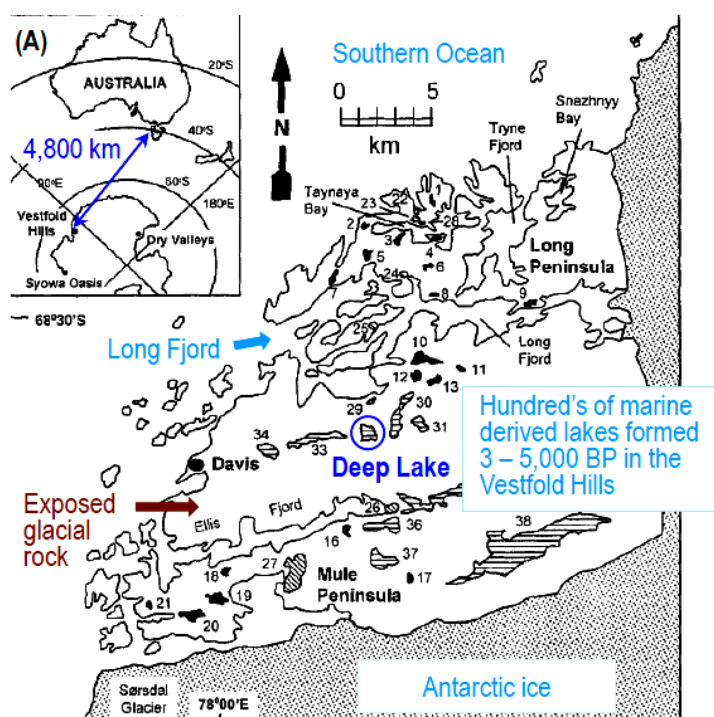 (A)
AUSTRALIA
20°S
40°S
60°S
90°E
180°E
4,800 km
Vestfold
Hills
Dry Valleys
Syowa Oasis
N
0 5
km
Southern Ocean
Snazhnyy
Bay
Tryne
Fjord
Taynaya
Bay
23
22
1
28
2
3
4
5
6
24
7
8
9
Long
Peninsula
68°30'S
Long Fjord
25
Long
Fjord
10
11
12
13
29
30
31
34
33
Deep Lake
Davis
Hundred's of marine
derived lakes formed
3 – 5,000 BP in the
Vestfold Hills
Exposed
glacial
rock
Ellis Fjord
26
36
38
16
37
27
18
17
Mule
Peninsula
21
19
20
Antarctic ice
Sørsdal
Glacier
78°00'E